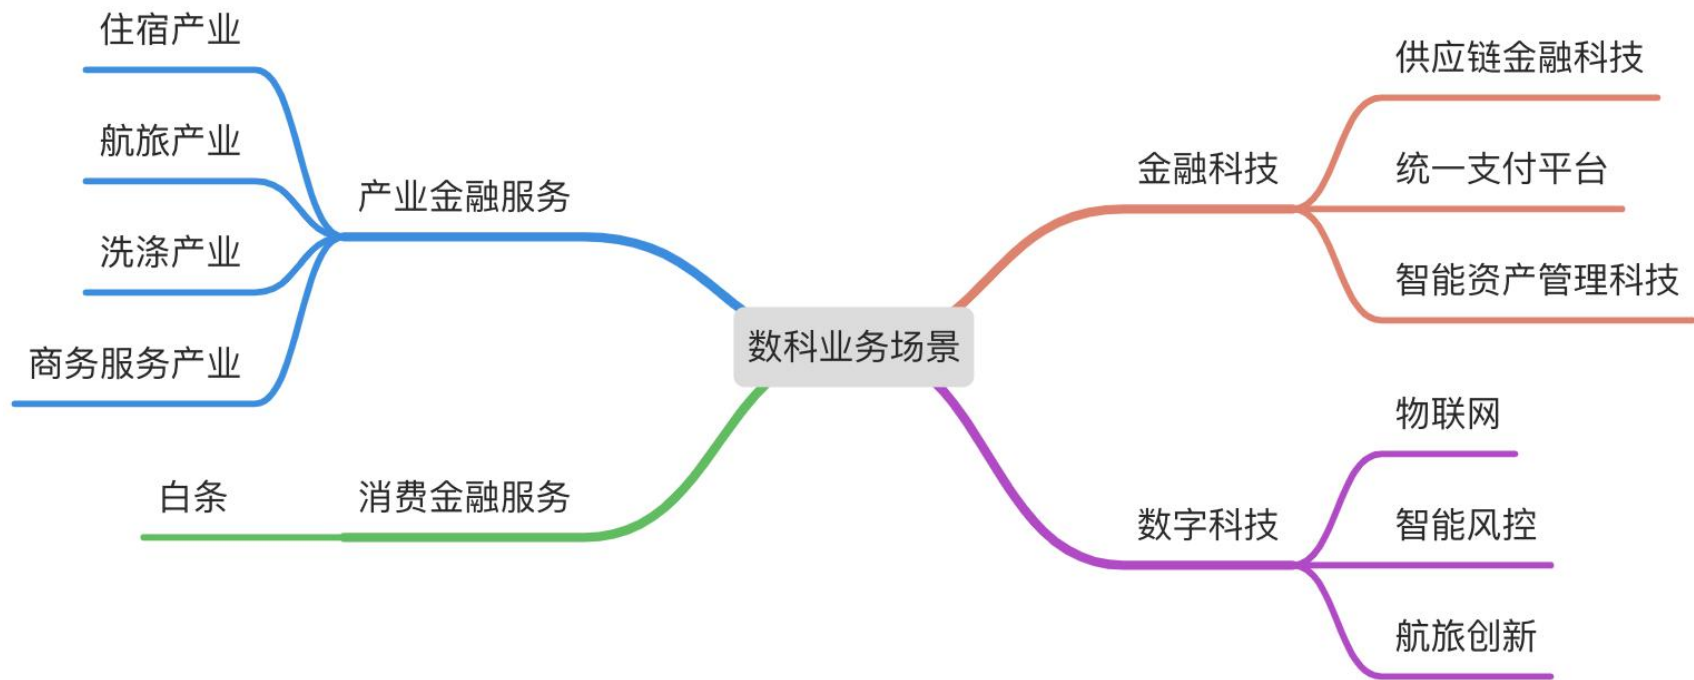 数科业务场景
产业金融服务
住宿产业
航旅产业
洗涤产业
商务服务产业
消费金融服务
白条
金融科技
供应链金融科技
统一支付平台
智能资产管理科技
数字科技
物联网
智能风控
航旅创新